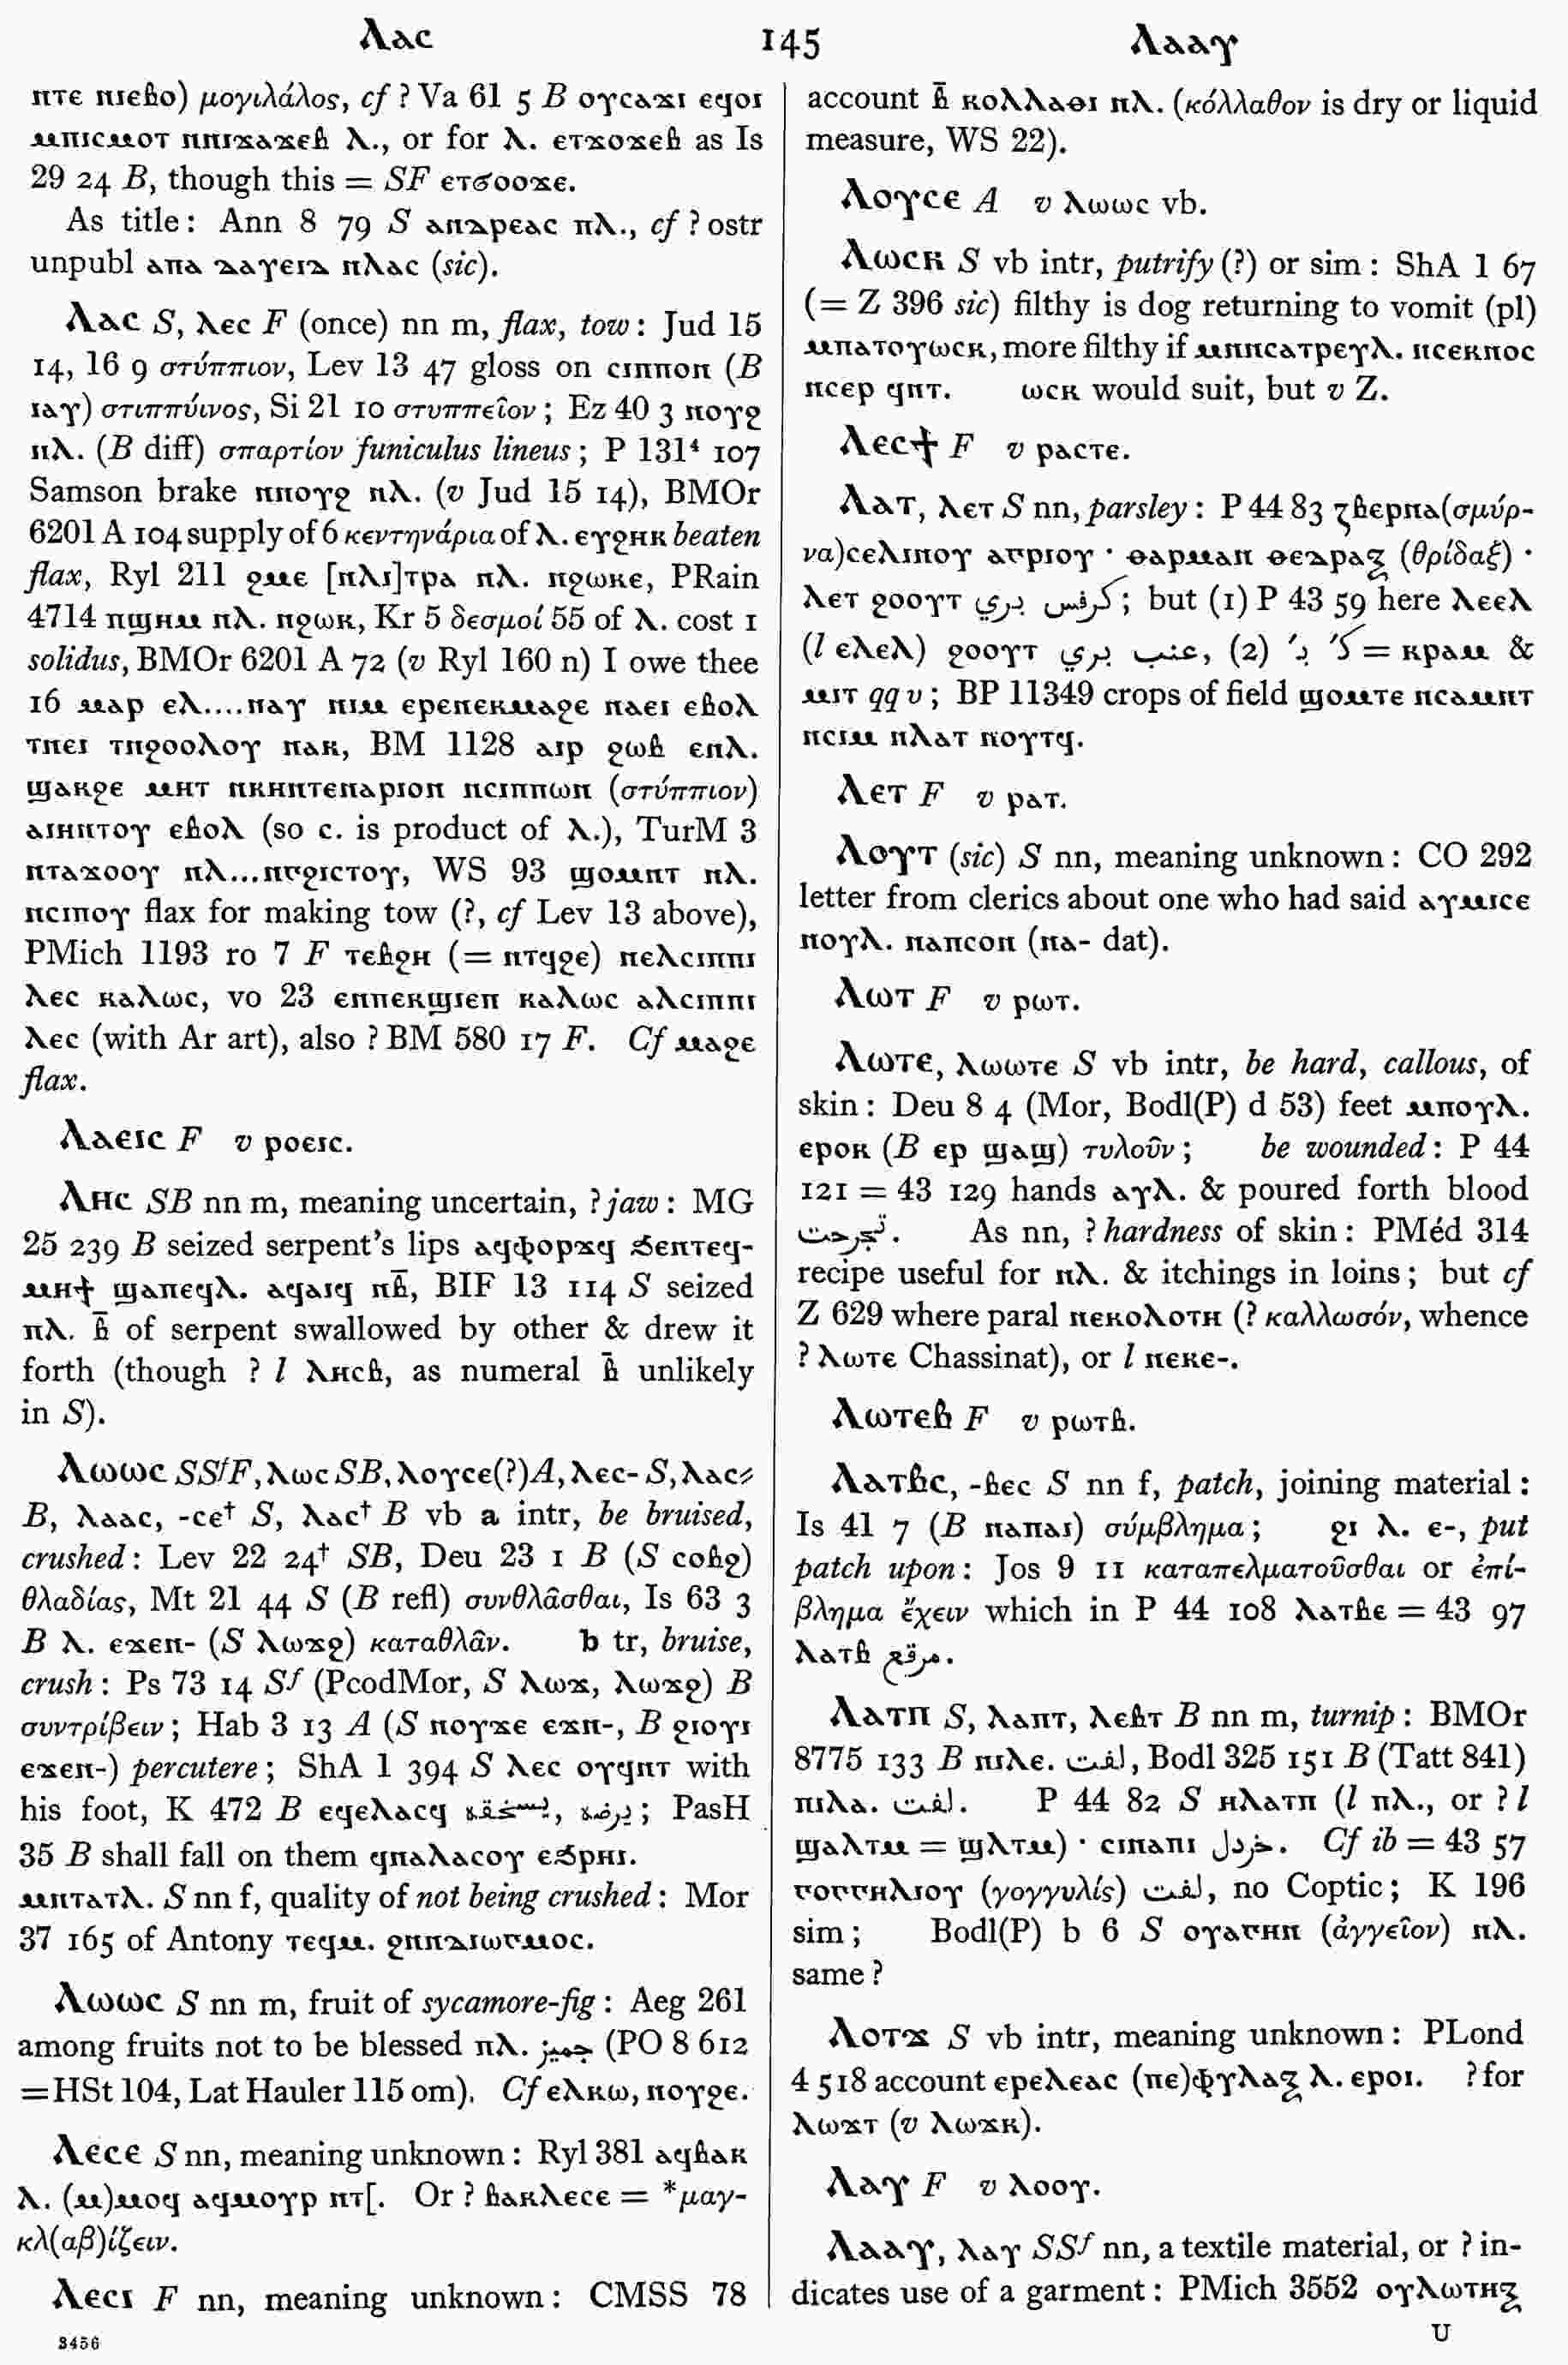 ⲗⲁⲥ 145 ⲗⲁⲁⲩ
ⲛⲧⲉ ⲛⲓⲉⲃⲟ) μογιλάλος, cf ? Va 61 5 B ⲟⲩⲥⲁϫⲓ ⲉϥⲟⲓ
ⲙⲡⲓⲥⲙⲟⲧ ⲛⲛⲓϫⲁϫⲉⲃ ⲗ., or for ⲗ. ⲉⲧϫⲟϫⲉⲃ as Is
29 24 B, though this = SF ⲉⲧϭⲟⲟϫⲉ.
As title: Ann 8 79 S ⲁⲛⲇⲣⲉⲁⲥ ⲡⲗ., cf ? ostr
unpubl ⲁⲡⲁ ⲇⲁⲩⲉⲓⲇ ⲡⲗⲁⲥ (sic).
ⲗⲁⲥ S, ⲗⲉⲥ F (once) nn m, flax, tow: Jud 15
14, 16 9 στύππιον, Lev 13 47 gloss on ⲥⲓⲡⲡⲟⲛ (B
ⲓⲁⲩ) στιππύινος, Si 21 10 στυππεῖον; Ez 40 3 ⲛⲟⲩϩ
ⲛⲗ. (B diff) σπαρτίον funiculus lineus; P 131⁴ 107
Samson brake ⲛⲛⲟⲩϩ ⲛⲗ. (v Jud 15 14), BMOr
6201 A 104 supply of 6 κεντηνάρια of ⲗ. ⲉⲩϩⲏⲕ beaten
flax, Ryl 211 ϩⲙⲉ [ⲛⲗⲓ]ⲧⲣⲁ ⲛⲗ. ⲛϩⲱⲕⲉ, PRain
4714 ⲡϣⲏⲙ ⲛⲗ. ⲛϩⲱⲕ, Kr 5 δεσμοί 55 of ⲗ. cost 1
solidus, BMOr 6201 A 72 (v Ryl 160 n) I owe thee
16 ⲙⲁⲣ ⲉⲗ....ⲛⲁⲩ ⲛⲓⲙ ⲉⲣⲉⲡⲉⲕⲙⲁϩⲉ ⲛⲁⲉⲓ ⲉⲃⲟⲗ
ⲧⲛⲉⲓ ⲧⲛϩⲟⲟⲗⲟⲩ ⲛⲁⲕ, BM 1128 ⲁⲓⲣ ϩⲱⲃ ⲉⲡⲗ.
ϣⲁⲕϩⲉ ⲙⲏⲧ ⲛⲕⲏⲛⲧⲉⲛⲁⲣⲓⲟⲛ ⲛⲥⲓⲡⲡⲱⲛ (στύππιον)
ⲁⲓⲏⲛⲧⲟⲩ ⲉⲃⲟⲗ (so c. is product of ⲗ.), TurM 3
ⲛⲧⲁϫⲟⲟⲩ ⲡⲗ...ⲛⲅϩⲓⲥⲧⲟⲩ, WS 93 ϣⲟⲙⲛⲧ ⲛⲗ.
ⲛⲥⲓⲡⲟⲩ flax for making tow (?, cf Lev 13 above),
PMich 1193 ro 7 F ⲧⲉⲃϩⲏ (= ⲛⲧϥϩⲉ) ⲛⲉⲗⲥⲓⲡⲡⲓ
ⲗⲉⲥ ⲕⲁⲗⲱⲥ, vo 23 ⲉⲡⲡⲉⲕϣⲓⲉⲡ ⲕⲁⲗⲱⲥ ⲁⲗⲥⲓⲡⲡⲓ
ⲗⲉⲥ (with Ar art), also ? BM 580 17 F. Cf ⲙⲁϩⲉ
flax.
ⲗⲁⲉⲓⲥ F v ⲣⲟⲉⲓⲥ.
ⲗⲏⲥ SB nn m, meaning uncertain, ? jaw: MG
25 239 B seized serpent's lips ⲁϥⲫⲟⲣϫϥ ϧⲉⲛⲧⲉϥ-
ⲙⲏϯ ϣⲁⲡⲉϥⲗ. ⲁϥⲁⲓϥ ⲛⲃ̄, BIF 13 114 S seized
ⲡⲗ. ⲃ̄ of serpent swallowed by other & drew it
forth (though ? l ⲗⲏⲥⲃ, as numeral ⲃ̄ unlikely
in S).
ⲗⲱⲱⲥ SSᶠF, ⲗⲱⲥ SB, ⲗⲟⲩⲥⲉ(?) A, ⲗⲉⲥ- S, ⲗⲁⲥ⸗
B, ⲗⲁⲁⲥ, -ⲥⲉ† S, ⲗⲁⲥ† B vb a intr, be bruised,
crushed: Lev 22 24† SB, Deu 23 1 B (S ⲥⲟⲃϩ)
θλαδίας, Mt 21 44 S (B refl) συνθλᾶσθαι, Is 63 3
B ⲗ. ⲉϫⲉⲛ- (S ⲗⲱϫϩ) καταθλᾶν. b tr, bruise,
crush: Ps 73 14 Sᶠ (PcodMor, S ⲗⲱϫ, ⲗⲱϫϩ) B
συντρίβειν; Hab 3 13 A (S ⲛⲟⲩϫⲉ ⲉϫⲛ-, B ϩⲓⲟⲩⲓ
ⲉϫⲉⲛ-) percutere; ShA 1 394 S ⲗⲉⲥ ⲟⲩϥⲛⲧ with
his foot, K 472 B ⲉϥⲉⲗⲁⲥϥ ; PasH
35 B shall fall on them ϥⲛⲁⲗⲁⲥⲟⲩ ⲉϧⲣⲏⲓ.
ⲙⲛⲧⲁⲧⲗ. S nn f, quality of not being crushed: Mor
37 165 of Antony ⲧⲉϥⲙ. ϩⲛⲛⲇⲓⲱⲅⲙⲟⲥ.
ⲗⲱⲱⲥ S nn m, fruit of sycamore-fig: Aeg 261
among fruits not to be blessed ⲡⲗ. جميز (PO 8 612
=HSt 104, Lat Hauler 115 om). Cf ⲉⲗⲕⲱ, ⲛⲟⲩϩⲉ.
ⲗⲉⲥⲉ S nn, meaning unknown: Ryl 381 ⲁϥⲃⲁⲕ
ⲗ. (ⲙ)ⲙⲟϥ ⲁϥⲙⲟⲩⲣ ⲛⲧ[. Or ? ⲃⲁⲕⲗⲉⲥⲉ = *μαγ-
κλ(αβ)ίζειν.
ⲗⲉⲥⲓ F nn, meaning unknown: CMSS 78
3456
account ⲃ̄ ⲕⲟⲗⲗⲁⲑⲓ ⲛⲗ. (κόλλαθον is dry or liquid
measure, WS 22).
ⲗⲟⲩⲥⲉ A v ⲗⲱⲱⲥ vb.
ⲗⲱⲥⲕ S vb intr, putrify (?) or sim: ShA 1 67
(= Z 396 sic) filthy is dog returning to vomit (pl)
ⲙⲡⲁⲧⲟⲩⲱⲥⲕ, more filthy if ⲙⲛⲛⲥⲁⲧⲣⲉⲩⲗ. ⲛⲥⲉⲕⲛⲟⲥ
ⲛⲥⲉⲣ ϥⲛⲧ. ⲱⲥⲕ would suit, but v Z.
ⲗⲉⲥϯ F v ⲣⲁⲥⲧⲉ.
ⲗⲁⲧ, ⲗⲉⲧ S nn, parsley: P 44 83 ⲍⲃⲉⲣⲛⲁ(σμύρ-
να)ⲥⲉⲗⲓⲛⲟⲩ ⲁⲅⲣⲓⲟⲩ · ⲑⲁⲣⲙⲁⲛ ⲑⲉⲇⲣⲁⲝ (θρίδαξ) ·
ⲗⲉⲧ ϩⲟⲟⲩⲧ كرفس بري; but (1) P 43 59 here ⲗⲉⲉⲗ
(l ⲉⲗⲉⲗ) ϩⲟⲟⲩⲧ عنب بري, (2) = ⲕⲣⲁⲙ &
ⲙⲓⲧ qq v; BP 11349 crops of field ϣⲟⲙⲧⲉ ⲛⲥⲁⲙⲛⲧ
ⲛⲥⲓⲙ ⲛⲗⲁⲧ ⲛⲟⲩⲧϥ.
ⲗⲉⲧ F v ⲣⲁⲧ.
ⲗⲟⲩⲧ (sic) S nn, meaning unknown: CO 292
letter from clerics about one who had said ⲁⲩⲙⲓⲥⲉ
ⲛⲟⲩⲗ. ⲛⲁⲡⲥⲟⲛ (ⲛⲁ- dat).
ⲗⲱⲧ F v ⲣⲱⲧ.
ⲗⲱⲧⲉ, ⲗⲱⲱⲧⲉ S vb intr, be hard, callous, of
skin: Deu 8 4 (Mor, Bodl(P) d 53) feet ⲙⲡⲟⲩⲗ.
ⲉⲣⲟⲕ (B ⲉⲣ ϣⲁϣ) τυλοῦν; be wounded: P 44
121 = 43 129 hands ⲁⲩⲗ. & poured forth blood
. As nn, ? hardness of skin: PMéd 314
recipe useful for ⲡⲗ. & itchings in loins; but cf
Z 629 where paral ⲡⲉⲕⲟⲗⲟⲧⲏ (? καλλωσόν, whence
? ⲗⲱⲧⲉ Chassinat), or l ⲡⲉⲕⲉ-.
ⲗⲱⲧⲉⲃ F v ⲣⲱⲧⲃ.
ⲗⲁⲧⲃⲥ, -ⲃⲉⲥ S nn f, patch, joining material:
Is 41 7 (B ⲡⲁⲡⲁⲓ) σύμβλημα; ϩⲓ ⲗ. ⲉ-, put
patch upon: Jos 9 11 καταπελματοῦσθαι or ἐπί-
βλημα ἔχειν which in P 44 108 ⲗⲁⲧⲃⲉ = 43 97
ⲗⲁⲧⲃ مرقع.
ⲗⲁⲧⲡ S, ⲗⲁⲡⲧ, ⲗⲉⲃⲧ B nn m, turnip: BMOr
8775 133 B ⲡⲓⲗⲉ. لفت, Bodl 325 151 B (Tatt 841)
ⲡⲓⲗⲁ. لفت. P 44 82 S ⲏⲗⲁⲧⲡ (l ⲡⲗ., or ? l
ϣⲁⲗⲧⲙ = ϣⲗⲧⲙ) · ⲥⲓⲛⲁⲡⲓ خردل. Cf ib = 43 57
ⲅⲟⲅⲅⲏⲗⲓⲟⲩ (γογγυλίς) لفت, no Coptic; K 196
sim; Bodl(P) b 6 S ⲟⲩⲁⲅⲏⲛ (ἀγγεῖον) ⲛⲗ.
same?
ⲗⲟⲧϫ S vb intr, meaning unknown: PLond
4 518 account ⲉⲣⲉⲗⲉⲁⲥ (ⲡⲉ)ⲫⲩⲗⲁⲝ ⲗ. ⲉⲣⲟⲓ. ? for
ⲗⲱϫⲧ (v ⲗⲱϫⲕ).
ⲗⲁⲩ F v ⲗⲟⲟⲩ.
ⲗⲁⲁⲩ, ⲗⲁⲩ SSᶠ nn, a textile material, or ? in-
dicates use of a garment: PMich 3552 ⲟⲩⲗⲱⲧⲏⲝ
U